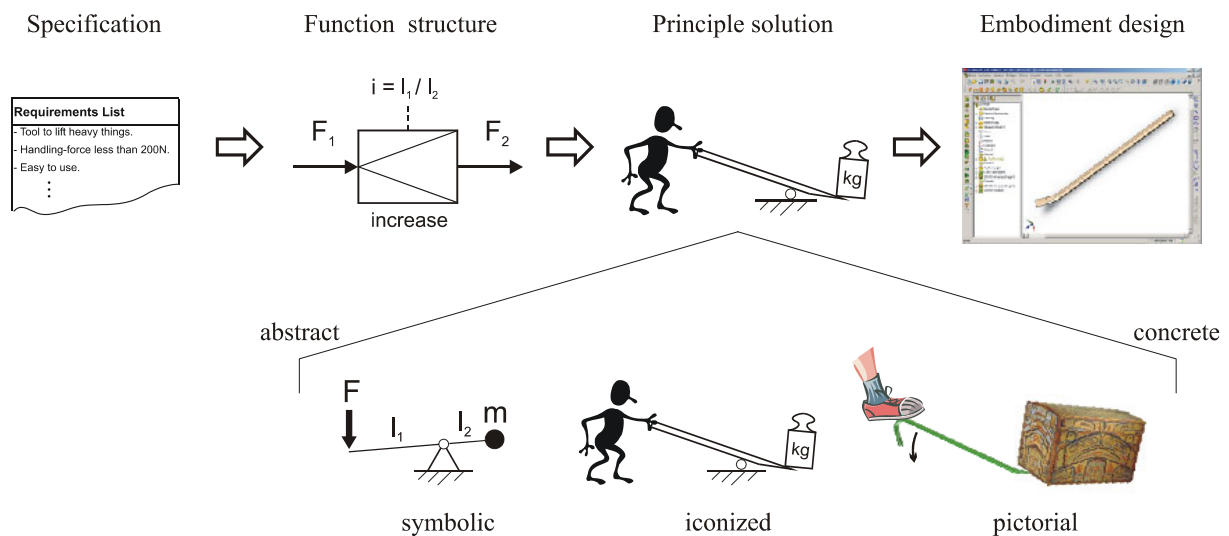 Specification
Function structure
Principle solution
Embodiment design
Requirements List
- Tool to lift heavy things.
- Handling-force less than 200N.
- Easy to use.
⋮
i = l₁ / l₂
F₁
F₂
increase
kg
abstract
concrete
F
l₁
l₂
m
kg
symbolic
iconized
pictorial